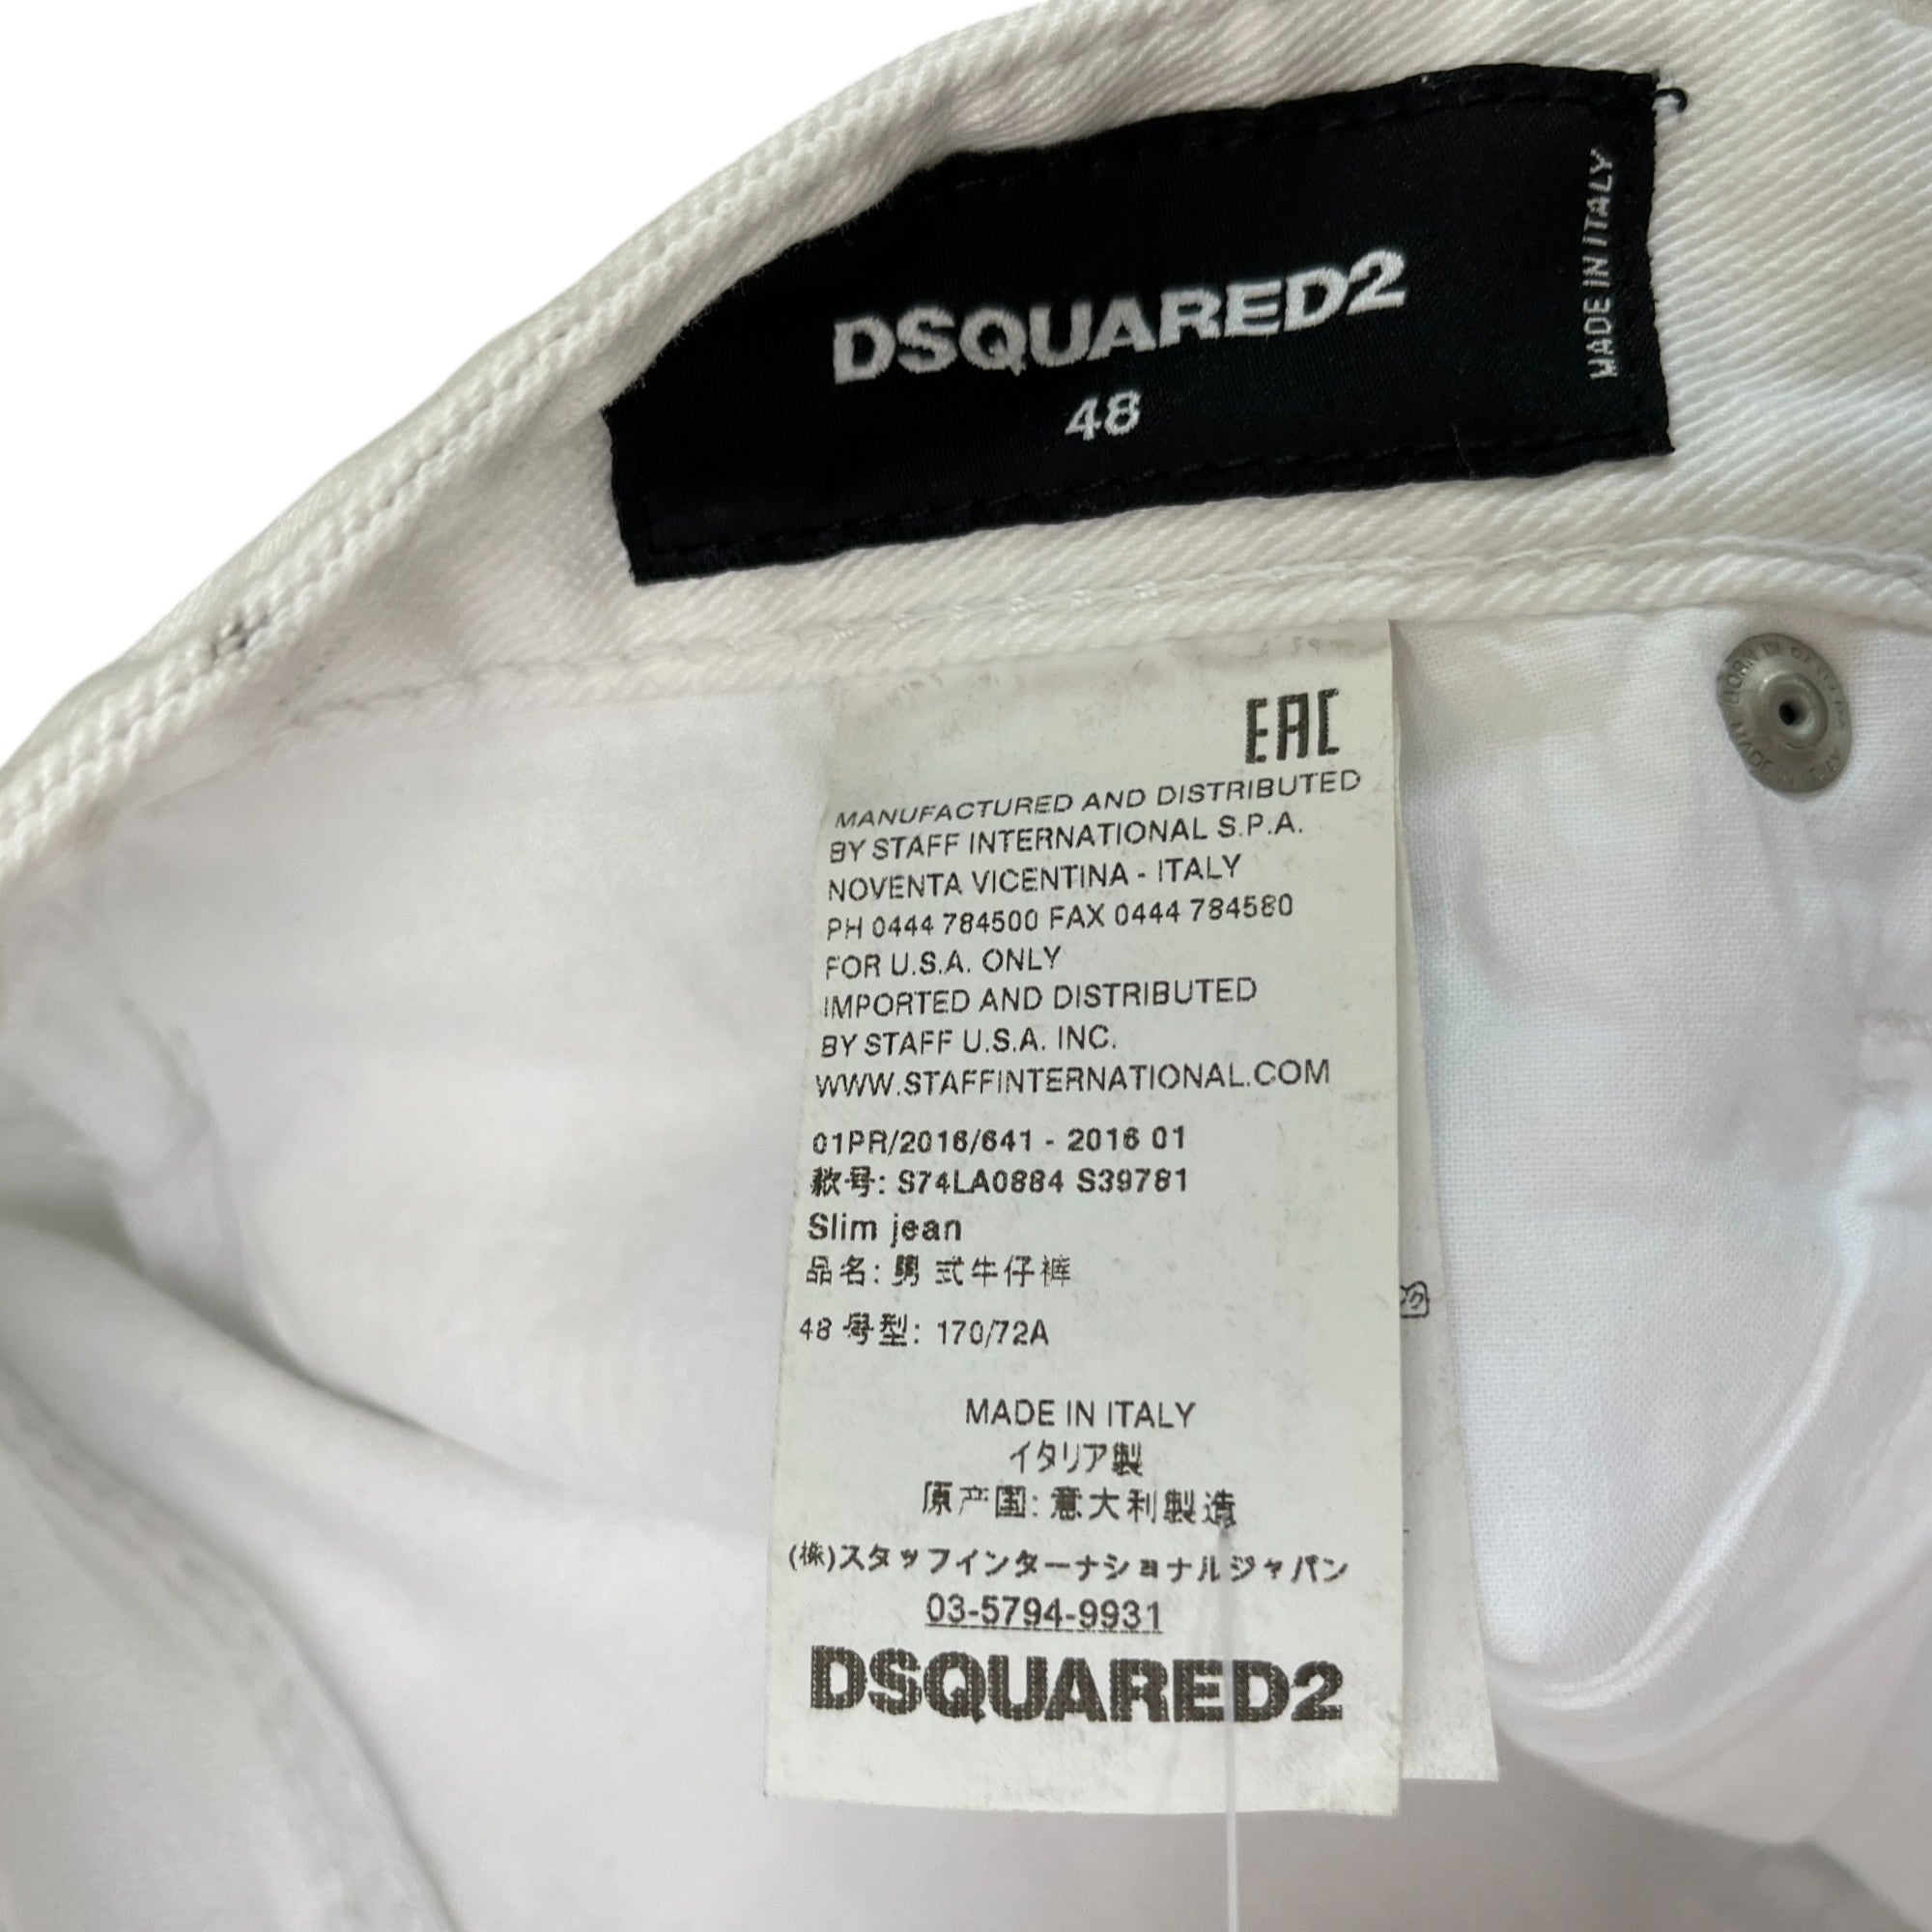 DSQUARED2
48
MADE IN ITALY
EAC
MANUFACTURED AND DISTRIBUTED
BY STAFF INTERNATIONAL S.P.A.
NOVENTA VICENTINA - ITALY
PH 0444 784500 FAX 0444 784580
FOR U.S.A. ONLY
IMPORTED AND DISTRIBUTED
BY STAFF U.S.A. INC.
WWW.STAFFINTERNATIONAL.COM
01PR/2016/641 - 2016 01
款号: S74LA0884 S39781
Slim jean
品名: 男式牛仔裤
48 号型: 170/72A
MADE IN ITALY
イタリア製
原产国: 意大利製造
(株)スタッフインターナショナルジャパン
03-5794-9931
DSQUARED2